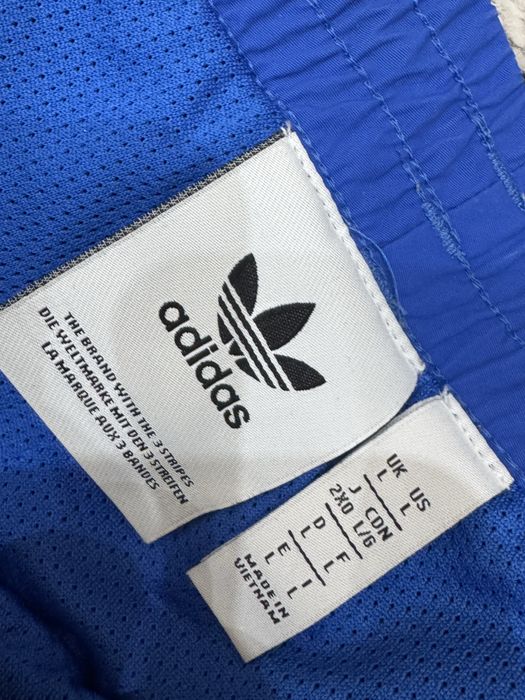 adidas
THE BRAND WITH THE 3 STRIPES
DIE WELTMARKE MIT DEN 3 STREIFEN
LA MARQUE AUX 3 BANDES
UK US
L L
J CDN
2XO L/G
D F
L L
E I
L L
MADE IN
VIETNAM